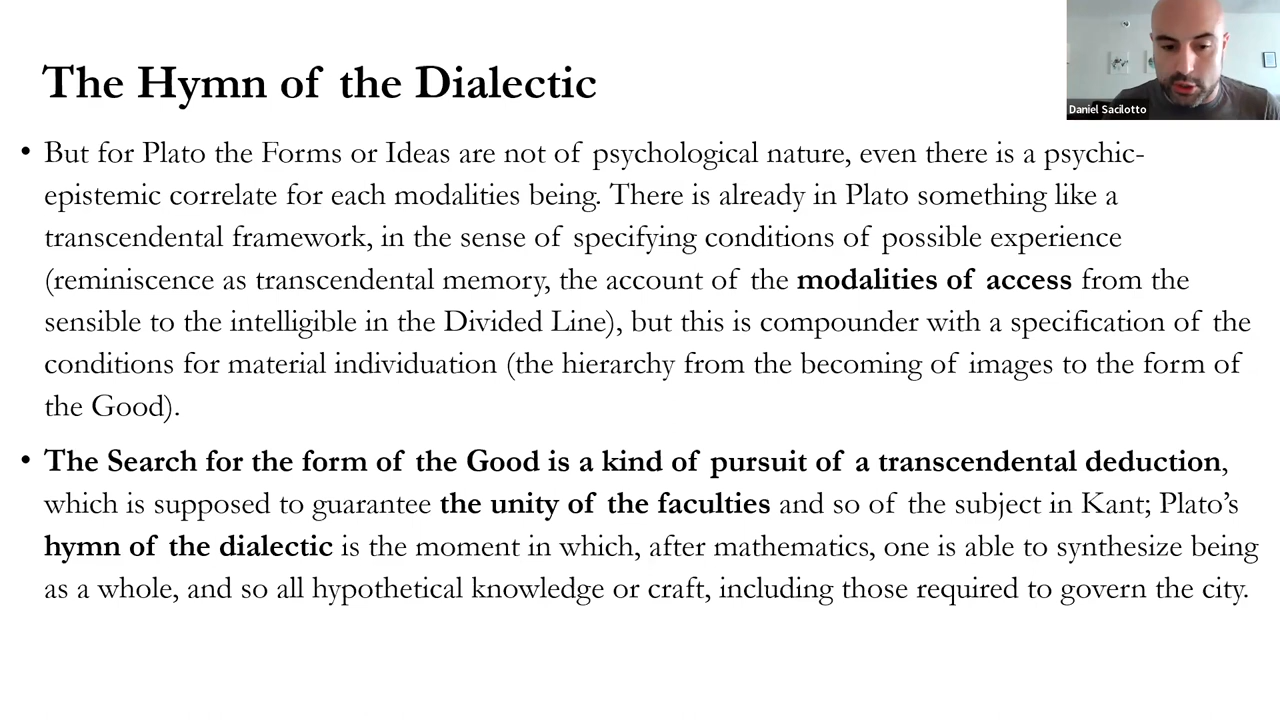 The Hymn of the Dialectic
Daniel Sacilotto
• But for Plato the Forms or Ideas are not of psychological nature, even there is a psychic-
epistemic correlate for each modalities being. There is already in Plato something like a
transcendental framework, in the sense of specifying conditions of possible experience
(reminiscence as transcendental memory, the account of the modalities of access from the
sensible to the intelligible in the Divided Line), but this is compounder with a specification of the
conditions for material individuation (the hierarchy from the becoming of images to the form of
the Good).
• The Search for the form of the Good is a kind of pursuit of a transcendental deduction,
which is supposed to guarantee the unity of the faculties and so of the subject in Kant; Plato’s
hymn of the dialectic is the moment in which, after mathematics, one is able to synthesize being
as a whole, and so all hypothetical knowledge or craft, including those required to govern the city.